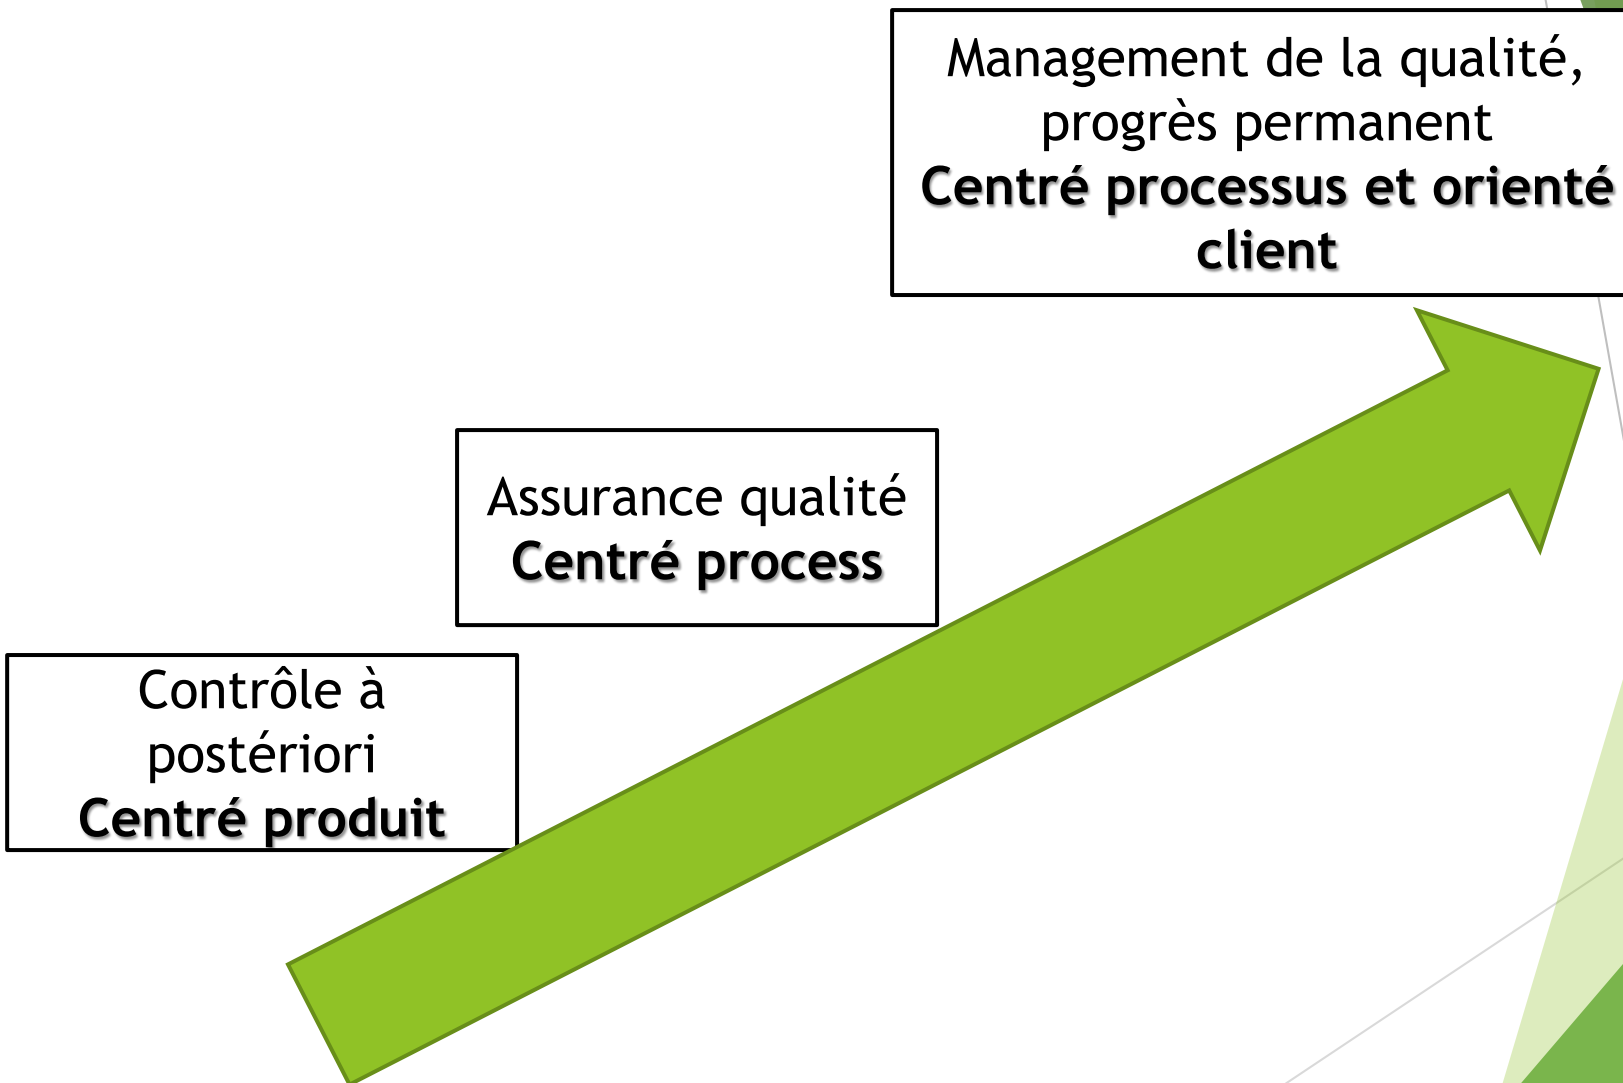 Management de la qualité,
progrès permanent
Centré processus et orienté
client
Assurance qualité
Centré process
Contrôle à
postériori
Centré produit